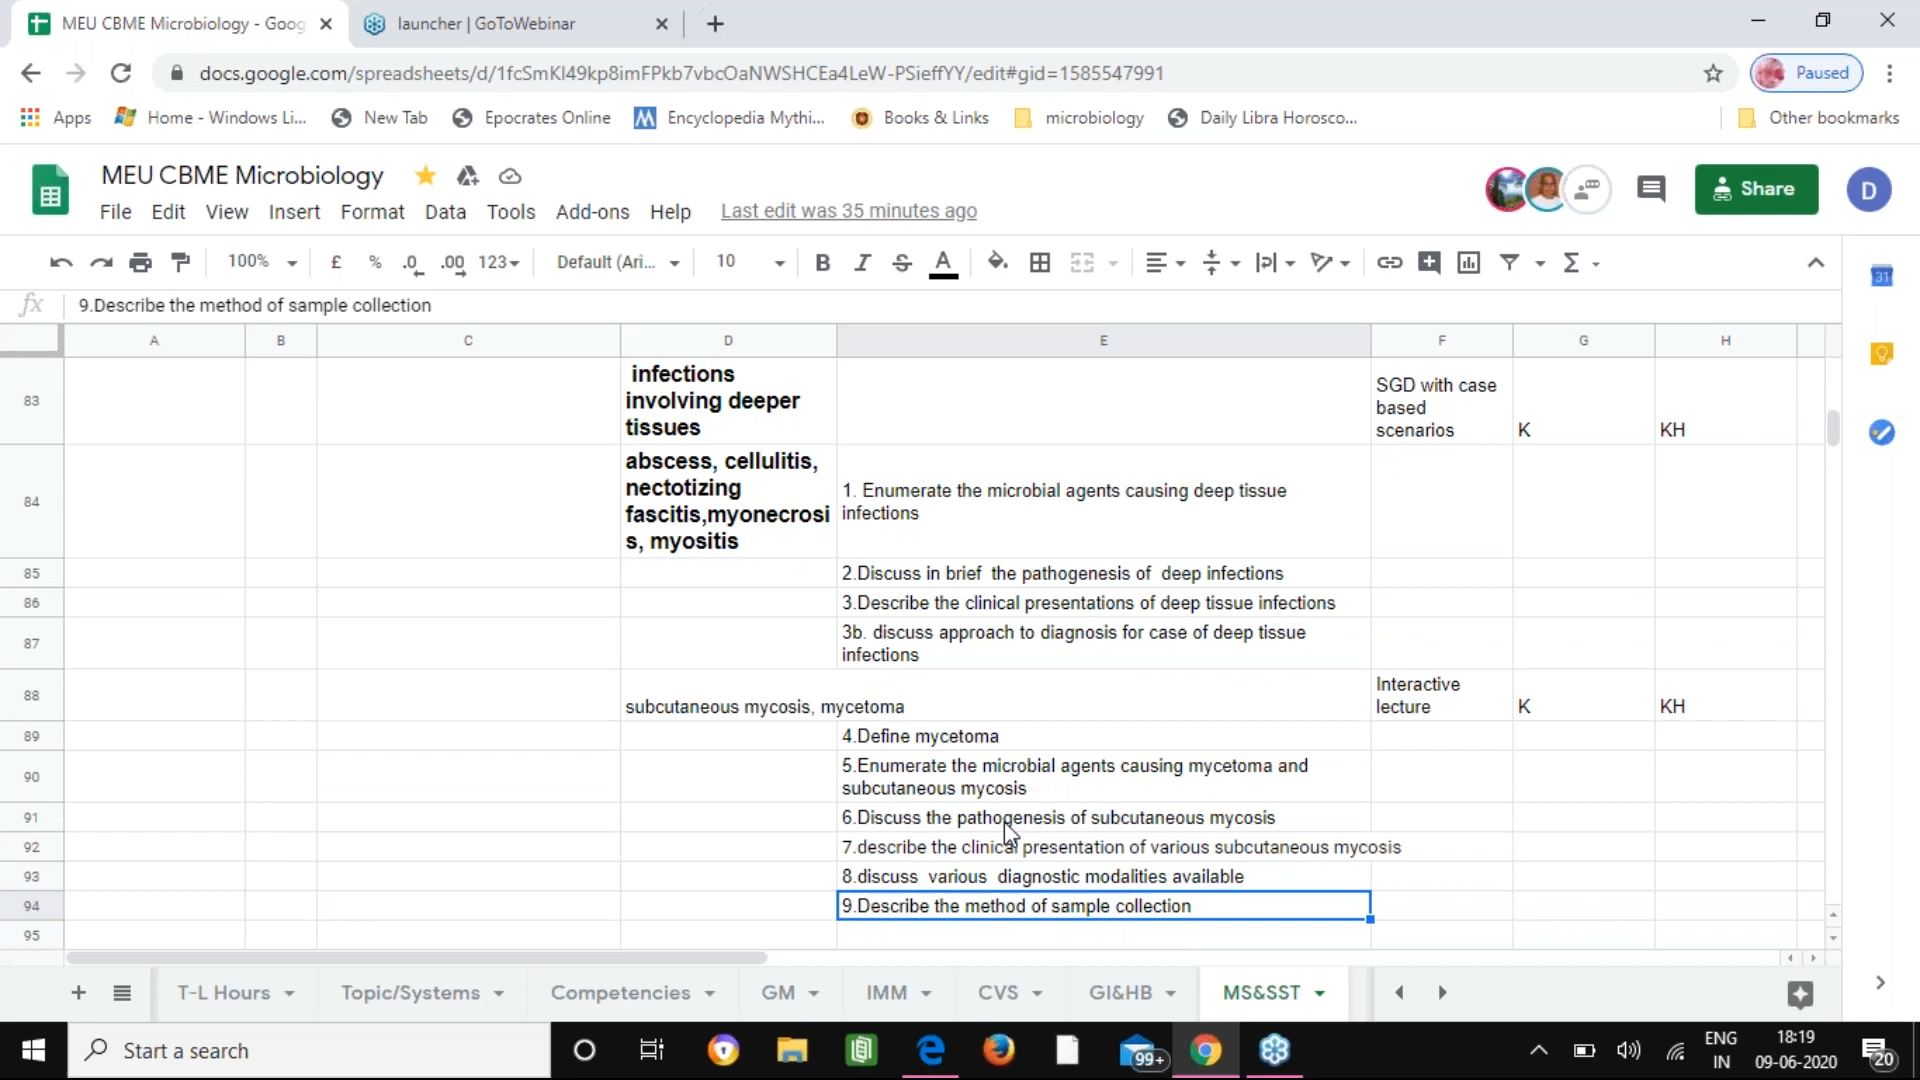 MEU CBME Microbiology - Goog
launcher | GoToWebinar
docs.google.com/spreadsheets/d/1fcSmKl49kp8imFPkb7vbcOaNWSHCEa4LeW-PSieffYY/edit#gid=1585547991
Paused
Apps
Home - Windows Li...
New Tab
Epocrates Online
Encyclopedia Mythi...
Books & Links
microbiology
Daily Libra Horosco...
Other bookmarks
MEU CBME Microbiology
Share
D
File Edit View Insert Format Data Tools Add-ons Help Last edit was 35 minutes ago
100% £ % .0 .00 123 Default (Ari... 10 B I S A
31
fx 9.Describe the method of sample collection
A B C D E F G H
83
infections
involving deeper
tissues
SGD with case
based
scenarios
K
KH
84
abscess, cellulitis,
nectotizing
fascitis,myonecrosi
s, myositis
1. Enumerate the microbial agents causing deep tissue
infections
85 2.Discuss in brief  the pathogenesis of  deep infections
86 3.Describe the clinical presentations of deep tissue infections
87
3b. discuss approach to diagnosis for case of deep tissue
infections
88
subcutaneous mycosis, mycetoma
Interactive
lecture
K
KH
89 4.Define mycetoma
90
5.Enumerate the microbial agents causing mycetoma and
subcutaneous mycosis
91 6.Discuss the pathogenesis of subcutaneous mycosis
92 7.describe the clinical presentation of various subcutaneous mycosis
93 8.discuss  various  diagnostic modalities available
94 9.Describe the method of sample collection
95
T-L Hours Topic/Systems Competencies GM IMM CVS GI&HB MS&SST
Start a search
99+
ENG
IN
18:19
09-06-2020
20